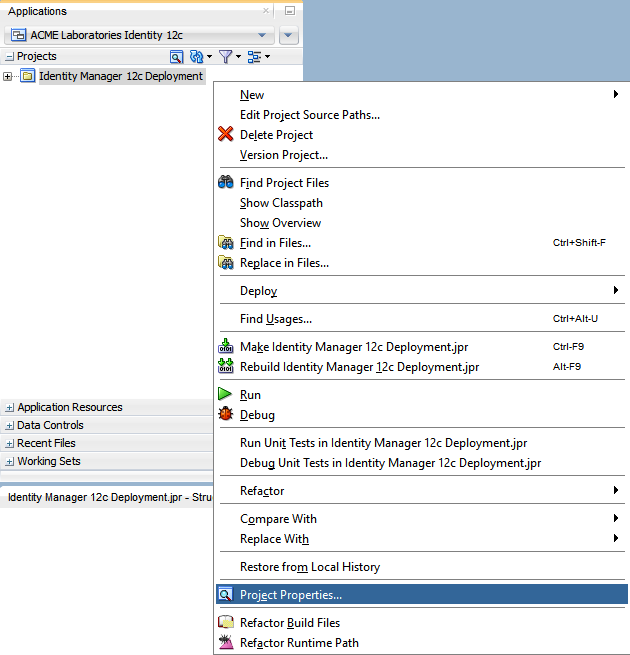 Applications
ACME Laboratories Identity 12c
Projects
Identity Manager 12c Deployment
New
Edit Project Source Paths...
Delete Project
Version Project...
Find Project Files
Show Classpath
Show Overview
Find in Files... Ctrl+Shift-F
Replace in Files...
Deploy
Find Usages... Ctrl+Alt-U
Make Identity Manager 12c Deployment.jpr Ctrl-F9
Rebuild Identity Manager 12c Deployment.jpr Alt-F9
Run
Debug
Run Unit Tests in Identity Manager 12c Deployment.jpr
Debug Unit Tests in Identity Manager 12c Deployment.jpr
Refactor
Compare With
Replace With
Restore from Local History
Project Properties...
Refactor Build Files
Refactor Runtime Path
Application Resources
Data Controls
Recent Files
Working Sets
Identity Manager 12c Deployment.jpr - Stru